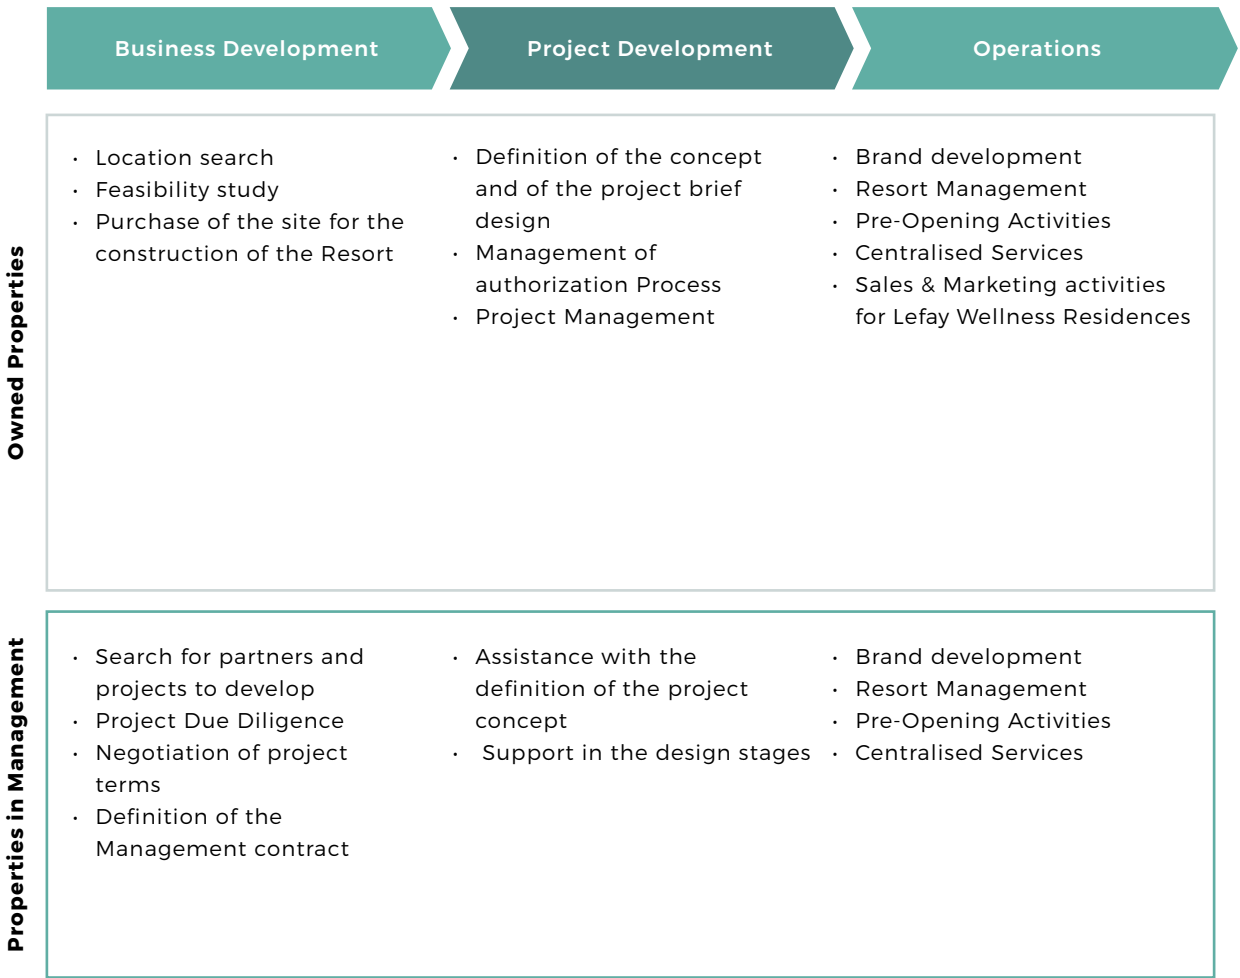 Business Development
Project Development
Operations
Owned Properties
• Location search
• Feasibility study
• Purchase of the site for the
construction of the Resort
• Definition of the concept
and of the project brief
design
• Management of
authorization Process
• Project Management
• Brand development
• Resort Management
• Pre-Opening Activities
• Centralised Services
• Sales & Marketing activities
for Lefay Wellness Residences
Properties in Management
• Search for partners and
projects to develop
• Project Due Diligence
• Negotiation of project
terms
• Definition of the
Management contract
• Assistance with the
definition of the project
concept
• Support in the design stages
• Brand development
• Resort Management
• Pre-Opening Activities
• Centralised Services